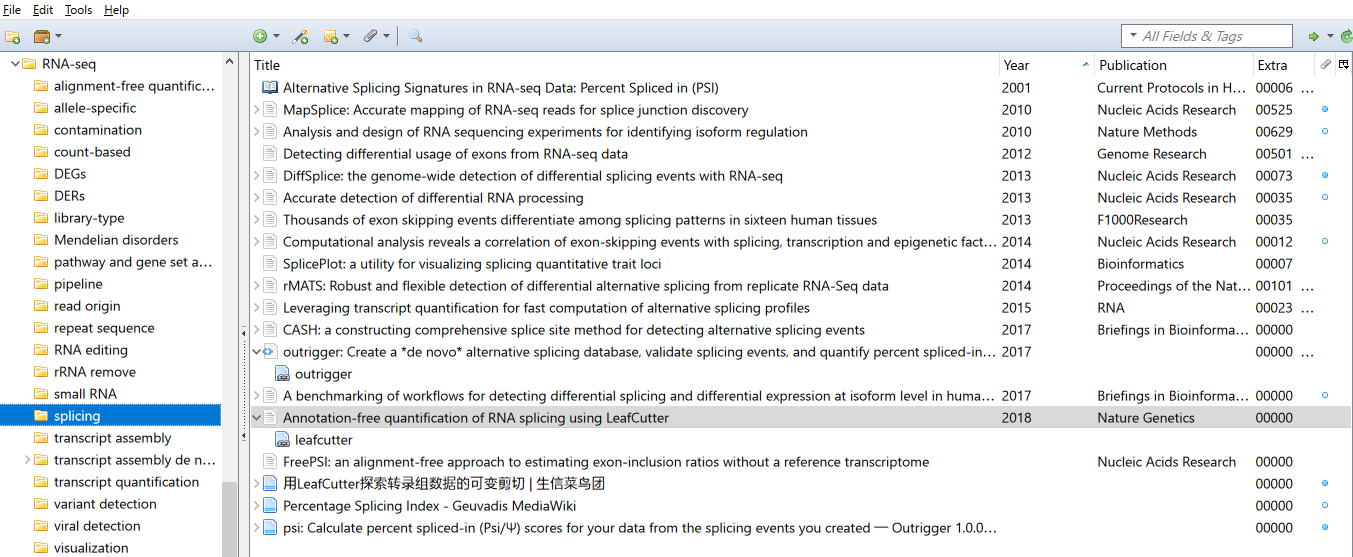 File Edit Tools Help
All Fields & Tags
RNA-seq
alignment-free quantific...
allele-specific
contamination
count-based
DEGs
DERs
library-type
Mendelian disorders
pathway and gene set a...
pipeline
read origin
repeat sequence
RNA editing
rRNA remove
small RNA
splicing
transcript assembly
transcript assembly de n...
transcript quantification
variant detection
viral detection
visualization
Title Year Publication Extra
Alternative Splicing Signatures in RNA-seq Data: Percent Spliced in (PSI) 2001 Current Protocols in H... 00006 ...
MapSplice: Accurate mapping of RNA-seq reads for splice junction discovery 2010 Nucleic Acids Research 00525
Analysis and design of RNA sequencing experiments for identifying isoform regulation 2010 Nature Methods 00629
Detecting differential usage of exons from RNA-seq data 2012 Genome Research 00501 ...
DiffSplice: the genome-wide detection of differential splicing events with RNA-seq 2013 Nucleic Acids Research 00073
Accurate detection of differential RNA processing 2013 Nucleic Acids Research 00035
Thousands of exon skipping events differentiate among splicing patterns in sixteen human tissues 2013 F1000Research 00035
Computational analysis reveals a correlation of exon-skipping events with splicing, transcription and epigenetic fact... 2014 Nucleic Acids Research 00012
SplicePlot: a utility for visualizing splicing quantitative trait loci 2014 Bioinformatics 00007
rMATS: Robust and flexible detection of differential alternative splicing from replicate RNA-Seq data 2014 Proceedings of the Nat... 00101 ...
Leveraging transcript quantification for fast computation of alternative splicing profiles 2015 RNA 00023 ...
CASH: a constructing comprehensive splice site method for detecting alternative splicing events 2017 Briefings in Bioinforma... 00000
outrigger: Create a *de novo* alternative splicing database, validate splicing events, and quantify percent spliced-in... 2017 00000 ...
outrigger
A benchmarking of workflows for detecting differential splicing and differential expression at isoform level in huma... 2017 Briefings in Bioinforma... 00000
Annotation-free quantification of RNA splicing using LeafCutter 2018 Nature Genetics 00000
leafcutter
FreePSI: an alignment-free approach to estimating exon-inclusion ratios without a reference transcriptome Nucleic Acids Research 00000
用LeafCutter探索转录组数据的可变剪切 | 生信菜鸟团 00000
Percentage Splicing Index - Geuvadis MediaWiki 00000
psi: Calculate percent spliced-in (Psi/Ψ) scores for your data from the splicing events you created — Outrigger 1.0.0... 00000